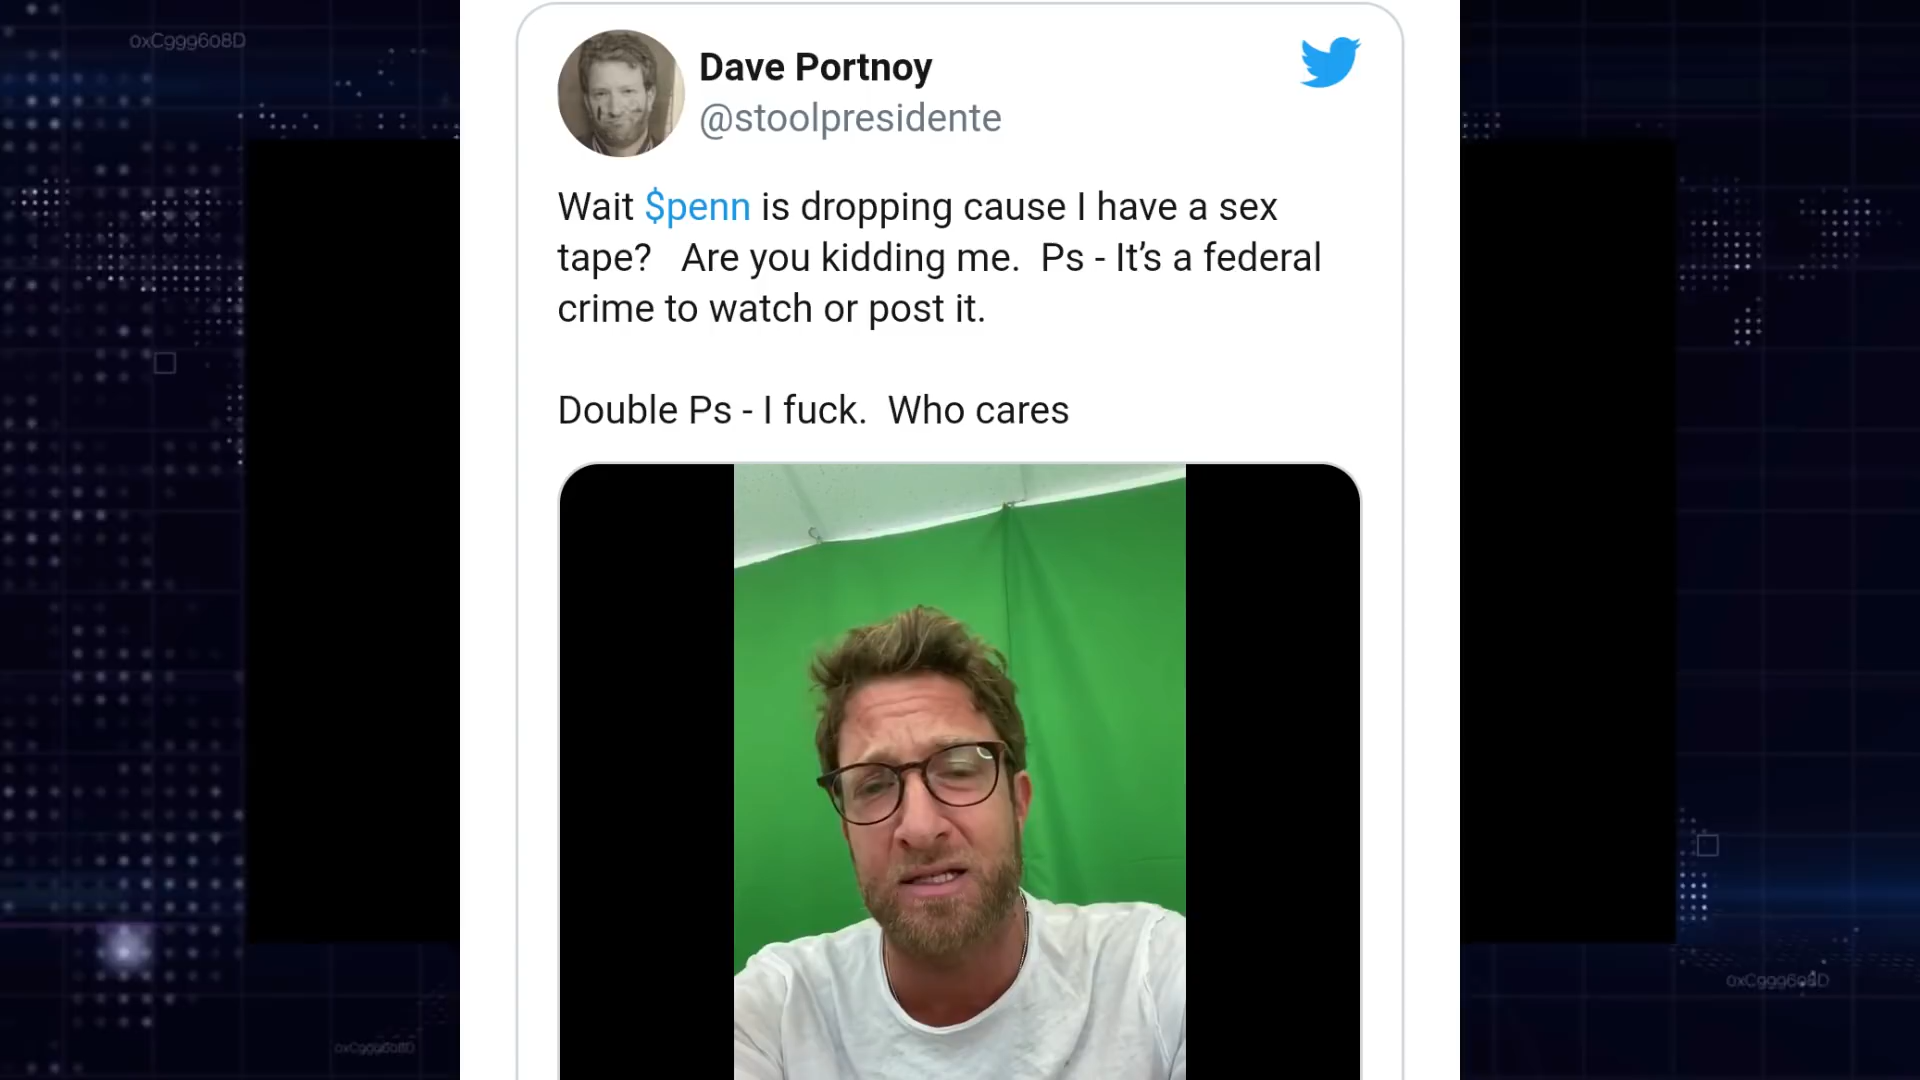 oxCggg608D
Dave Portnoy
@stoolpresidente
Wait $penn is dropping cause I have a sex
tape?   Are you kidding me.  Ps - It’s a federal
crime to watch or post it.
Double Ps - I fuck.  Who cares